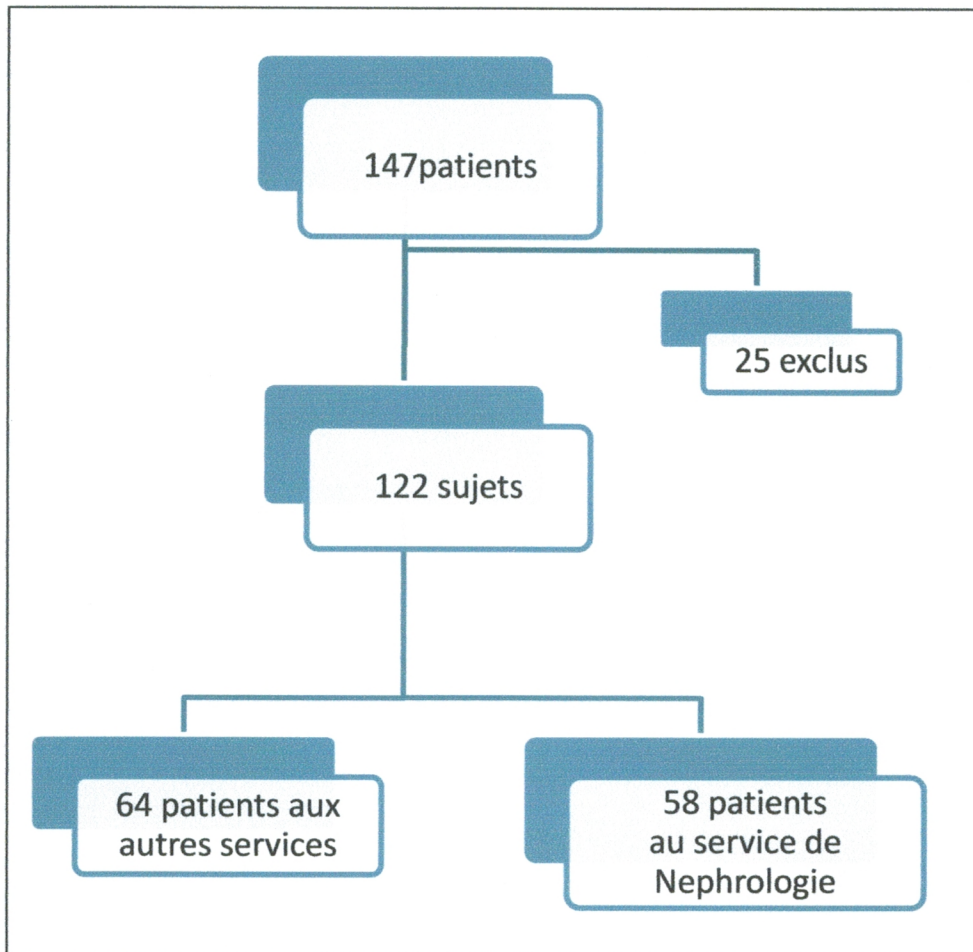 147patients
25 exclus
122 sujets
64 patients aux
autres services
58 patients
au service de
Nephrologie